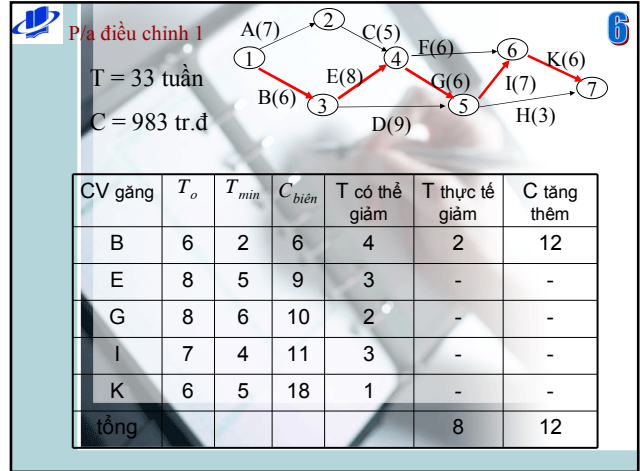 P/a điều chỉnh 1
6
T = 33 tuần
C = 983 tr.đ
A(7) 2 C(5) F(6) 6 K(6)
1 4 7
B(6) E(8) G(6) I(7)
3 5 H(3)
D(9)
CV găng T_o T_min C_biên T có thể giảm T thực tế giảm C tăng thêm
B 6 2 6 4 2 12
E 8 5 9 3 - -
G 8 6 10 2 - -
I 7 4 11 3 - -
K 6 5 18 1 - -
tổng 8 12